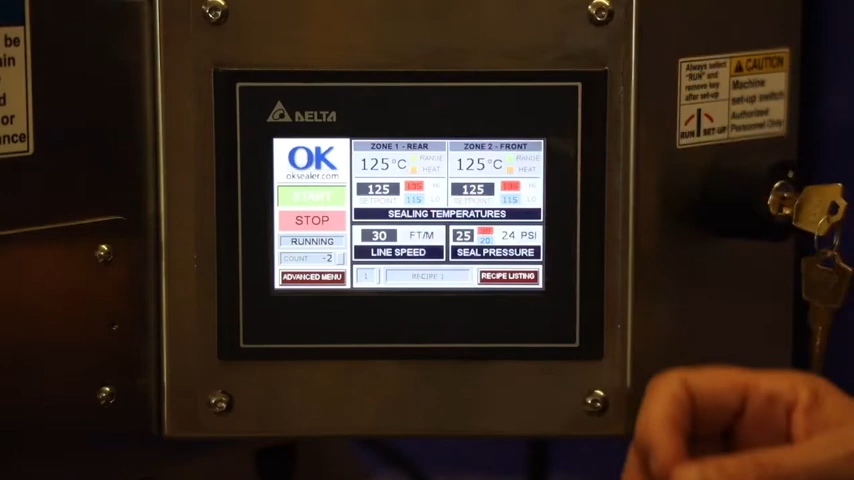 be
ain
d
or
nance
DELTA
OK
oksealer.com
START
STOP
RUNNING
COUNT -2
ADVANCED MENU
ZONE 1 - REAR
125°C
RANGE
HEAT
125
135
HI
SETPOINT
115
LO
ZONE 2 - FRONT
125°C
RANGE
HEAT
125
135
HI
SETPOINT
115
LO
SEALING TEMPERATURES
30 FT/M
LINE SPEED
25
30
20
24 PSI
SEAL PRESSURE
1
RECIPE 1
RECIPE LISTING
Always select
"RUN" and
remove key
after set-up
RUN
SET-UP
CAUTION
Machine
set-up switch
Authorized
Personnel Only